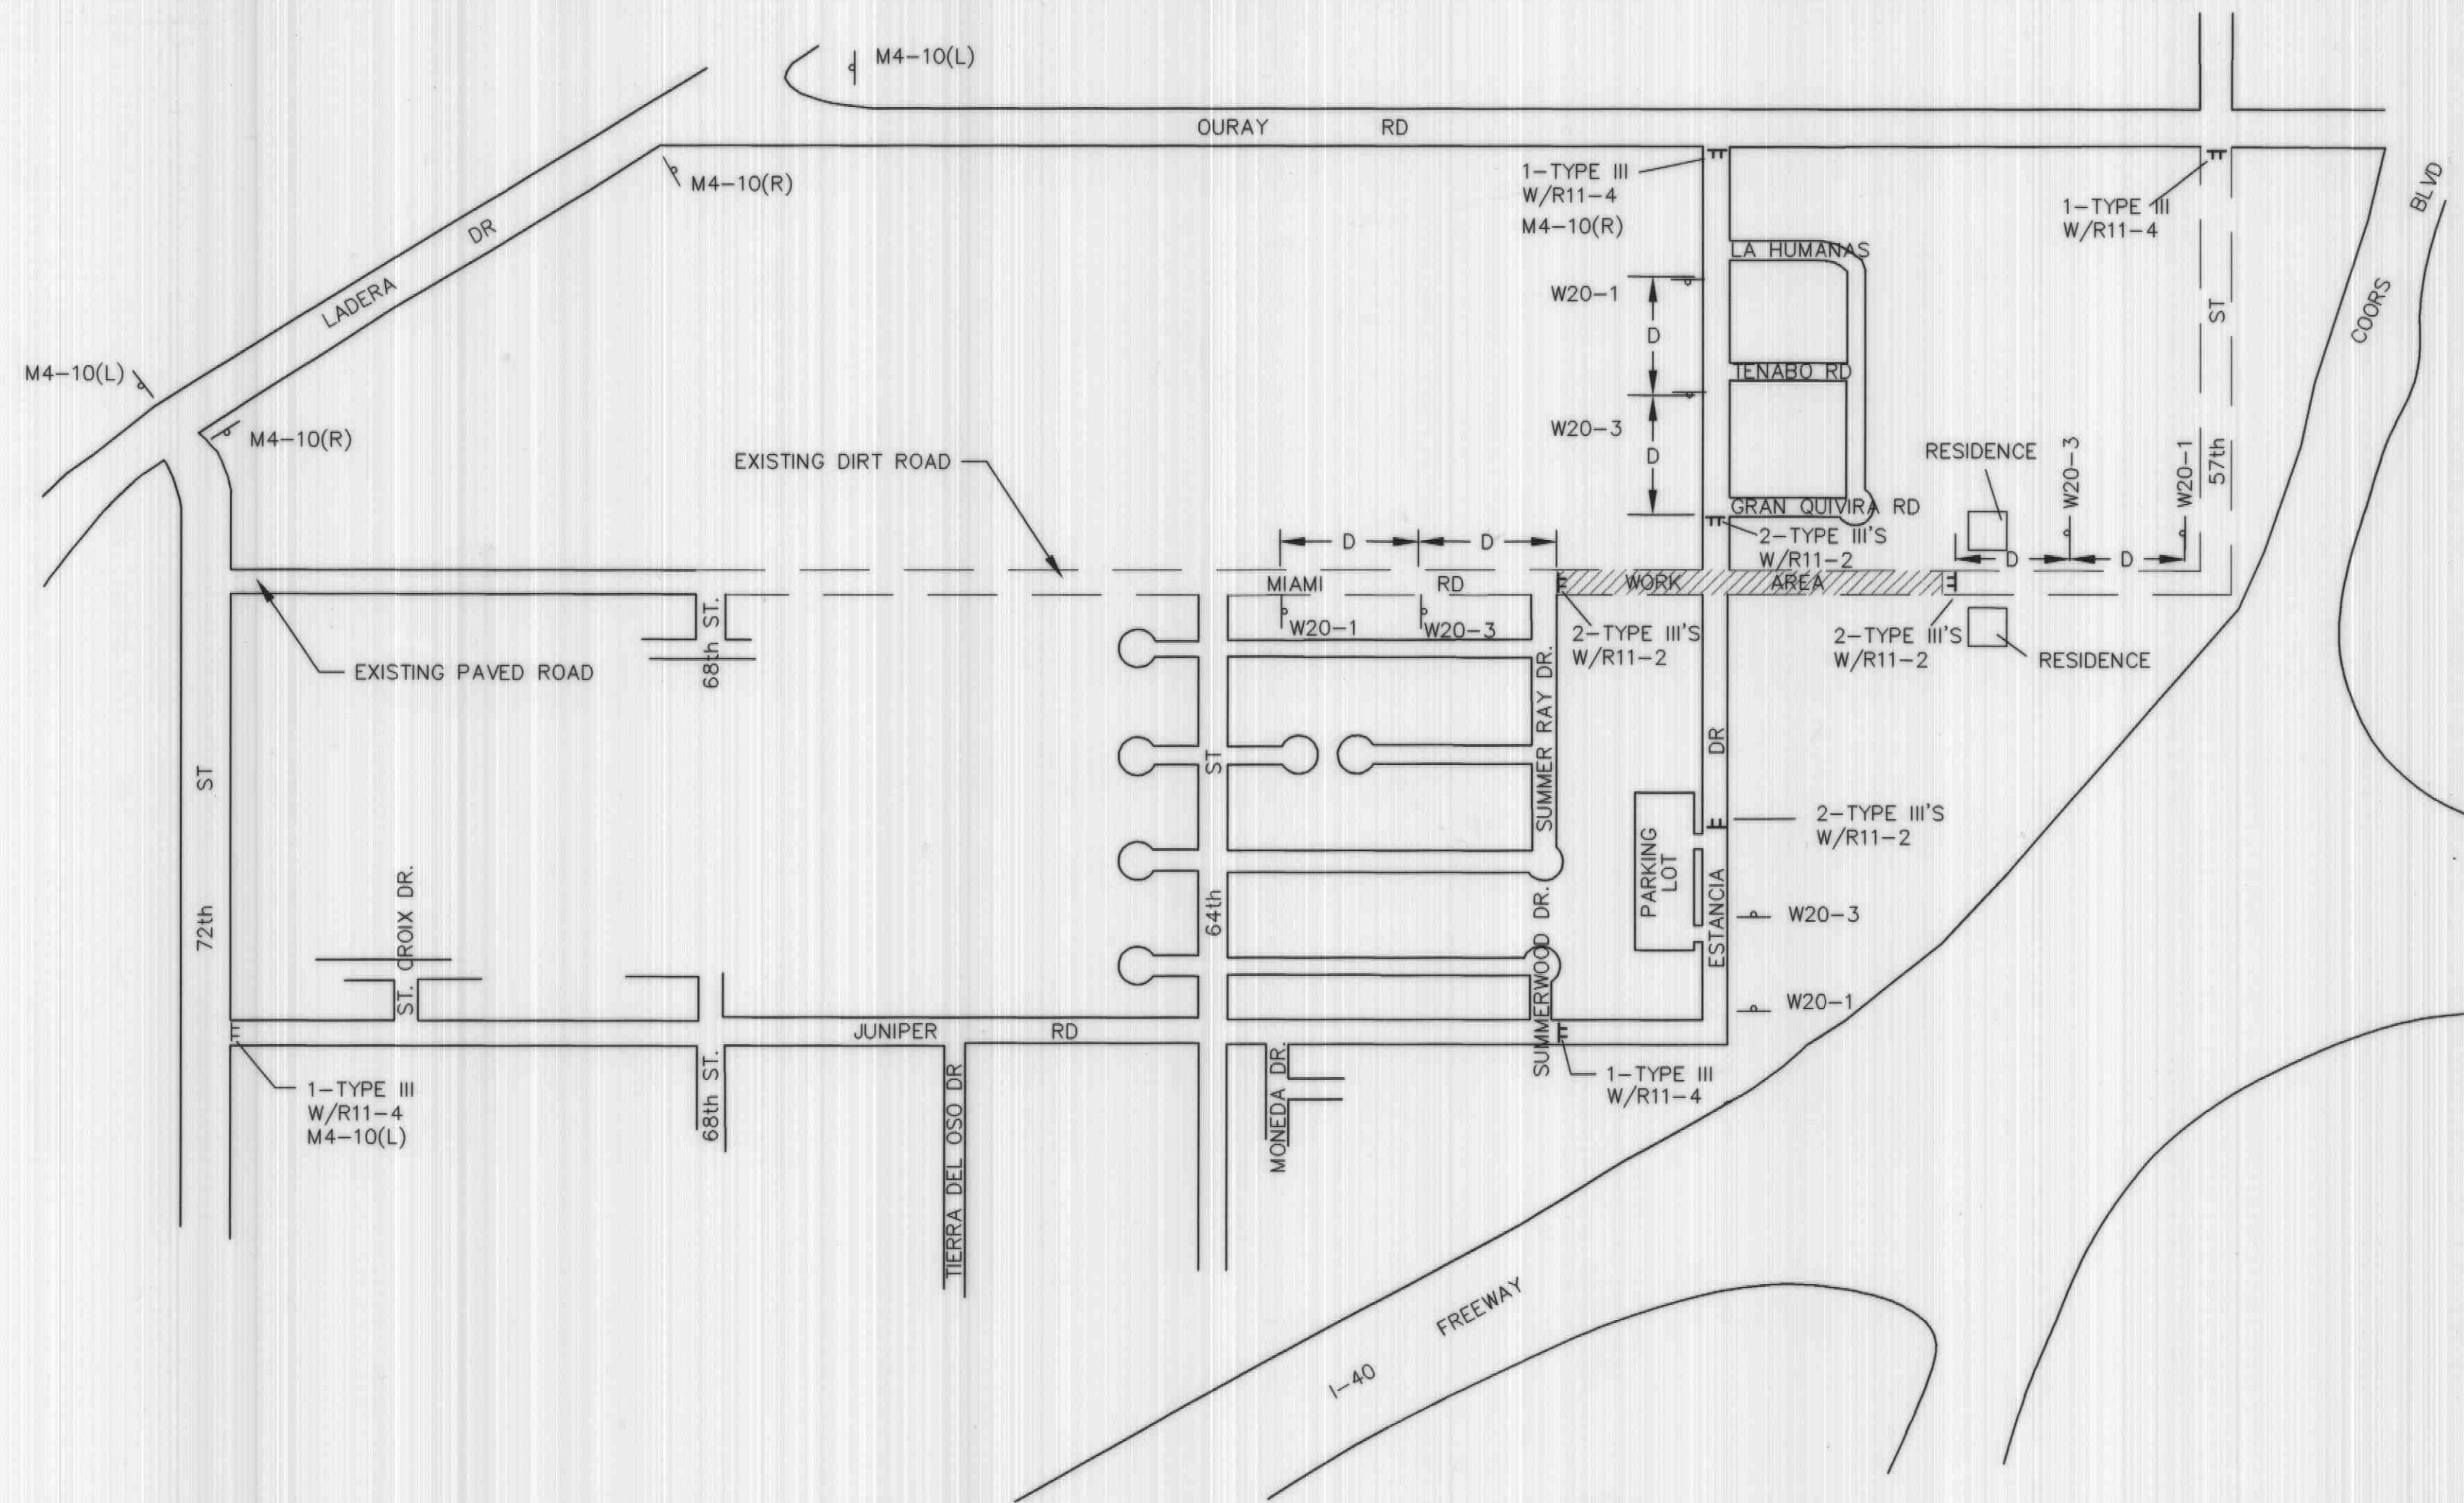 M4-10(L)
OURAY RD
M4-10(R)
LADERA DR
M4-10(L)
M4-10(R)
EXISTING DIRT ROAD
EXISTING PAVED ROAD
1-TYPE III
W/R11-4
M4-10(R)
1-TYPE III
W/R11-4
BLVD
COORS
LA HUMANAS
W20-1
D
TENABO RD
W20-3
D
GRAN QUIVIRA RD
2-TYPE III'S
W/R11-2
RESIDENCE
W20-3
W20-1
57th
ST
D
D
D
D
MIAMI RD
WORK AREA
W20-1
W20-3
2-TYPE III'S
W/R11-2
2-TYPE III'S
W/R11-2
RESIDENCE
68th ST.
72th ST
64th ST
SUMMER RAY DR.
ESTANCIA DR
PARKING
LOT
2-TYPE III'S
W/R11-2
W20-3
W20-1
ST. CROIX DR.
SUMMERWOOD DR.
JUNIPER RD
1-TYPE III
W/R11-4
M4-10(L)
68th ST.
TIERRA DEL OSO DR
MONEDA DR.
1-TYPE III
W/R11-4
I-40 FREEWAY